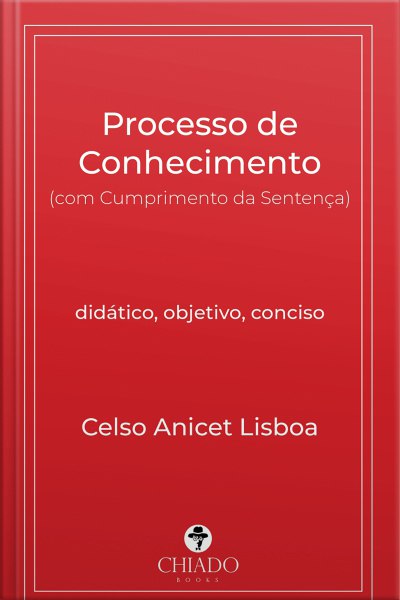 Processo de
Conhecimento
(com Cumprimento da Sentença)
didático, objetivo, conciso
Celso Anicet Lisboa
CHIADO
BOOKS